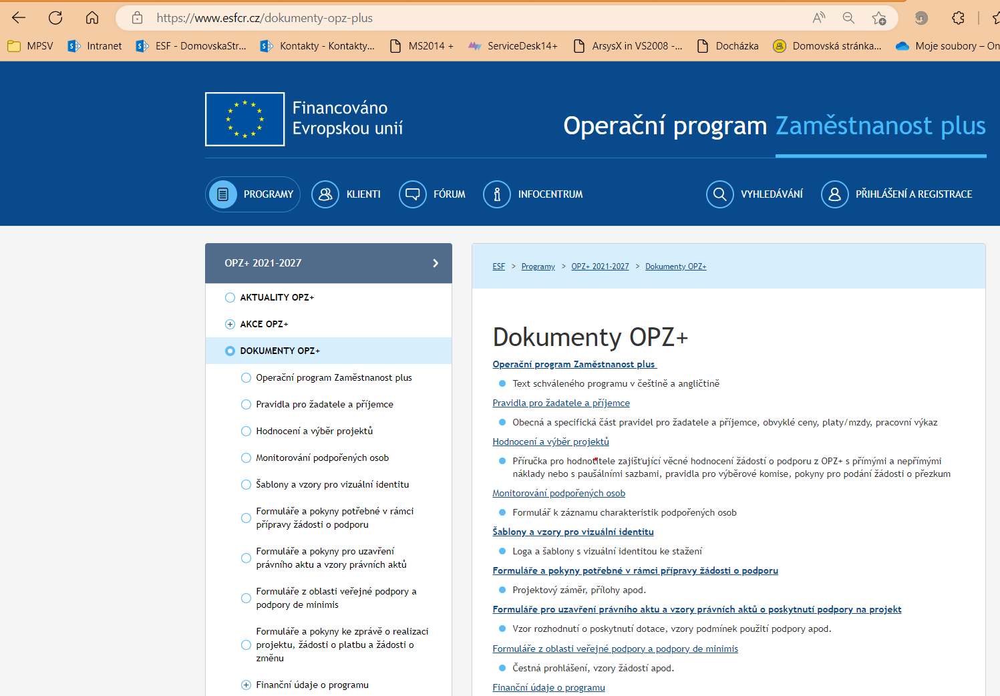 https://www.esfcr.cz/dokumenty-opz-plus
MPSV
Intranet
ESF - DomovskaStr...
Kontakty - Kontakty...
MS2014 +
ServiceDesk14+
ArsysX in VS2008 -...
Docházka
Domovská stránka...
Moje soubory – On
Financováno
Evropskou unií
Operační program Zaměstnanost plus
PROGRAMY
KLIENTI
FÓRUM
INFOCENTRUM
VYHLEDÁVÁNÍ
PŘIHLÁŠENÍ A REGISTRACE
OPZ+ 2021-2027
AKTUALITY OPZ+
AKCE OPZ+
DOKUMENTY OPZ+
Operační program Zaměstnanost plus
Pravidla pro žadatele a příjemce
Hodnocení a výběr projektů
Monitorování podpořených osob
Šablony a vzory pro vizuální identitu
Formuláře a pokyny potřebné v rámci
přípravy žádosti o podporu
Formuláře a pokyny pro uzavření
právního aktu a vzory právních aktů
Formuláře z oblasti veřejné podpory a
podpory de minimis
Formuláře a pokyny ke zprávě o realizaci
projektu, žádosti o platbu a žádosti o
změnu
Finanční údaje o programu
ESF > Programy > OPZ+ 2021-2027 > Dokumenty OPZ+
Dokumenty OPZ+
Operační program Zaměstnanost plus
Text schváleného programu v češtině a angličtině
Pravidla pro žadatele a příjemce
Obecná a specifická část pravidel pro žadatele a příjemce, obvyklé ceny, platy/mzdy, pracovní výkaz
Hodnocení a výběr projektů
Příručka pro hodnotitele zajišťující věcné hodnocení žádostí o podporu z OPZ+ s přímými a nepřímými
náklady nebo s paušálními sazbami, pravidla pro výběrové komise, pokyny pro podání žádosti o přezkum
Monitorování podpořených osob
Formulář k záznamu charakteristik podpořených osob
Šablony a vzory pro vizuální identitu
Loga a šablony s vizuální identitou ke stažení
Formuláře a pokyny potřebné v rámci přípravy žádosti o podporu
Projektový záměr, přílohy apod.
Formuláře pro uzavření právního aktu a vzory právních aktů o poskytnutí podpory na projekt
Vzor rozhodnutí o poskytnutí dotace, vzory podmínek použití podpory apod.
Formuláře z oblasti veřejné podpory a podpory de minimis
Čestná prohlášení, vzory žádostí apod.
Finanční údaje o programu